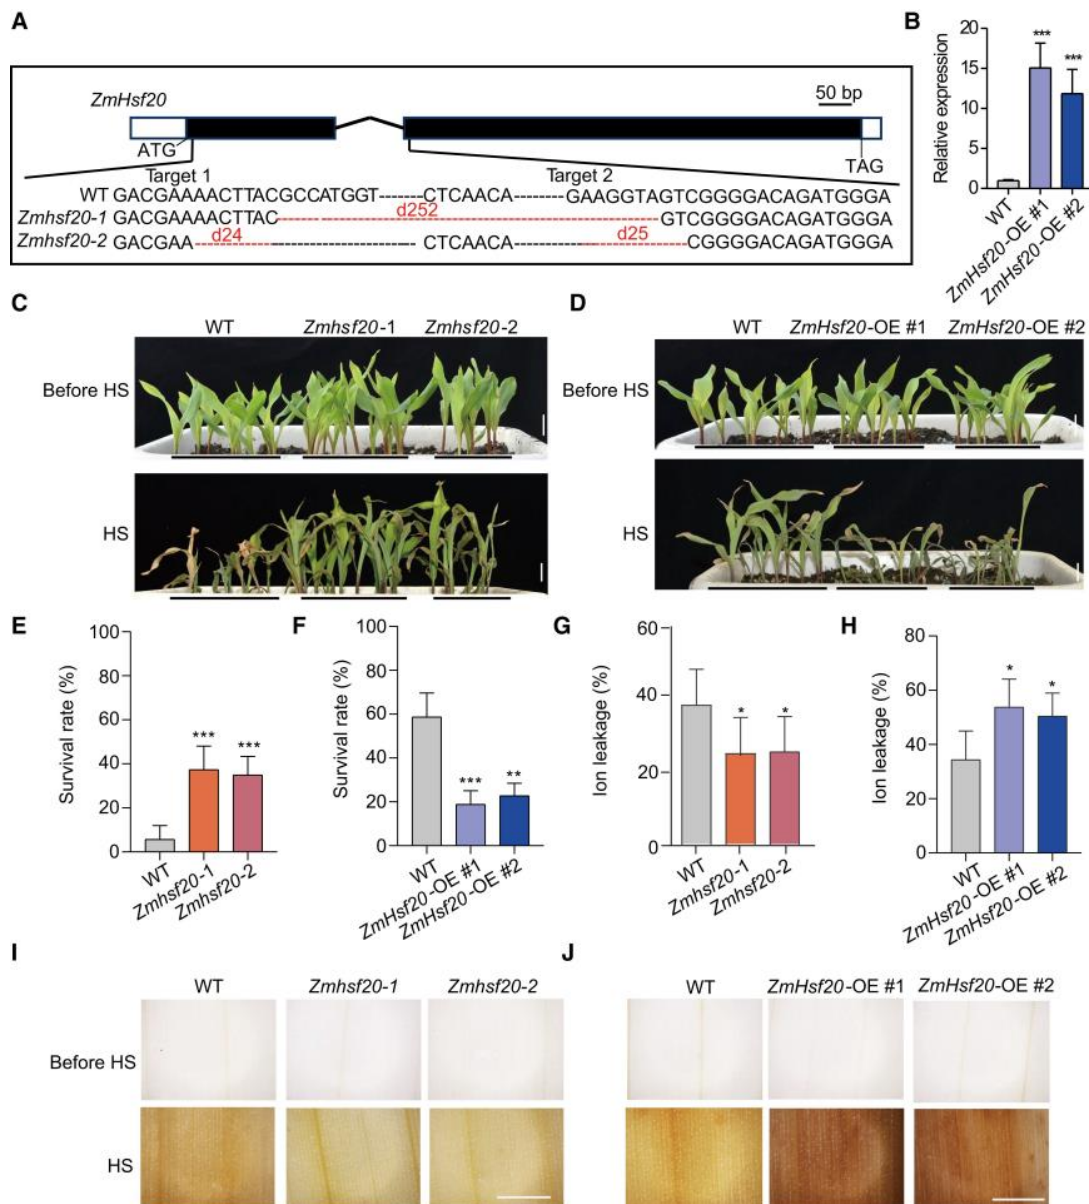 A
ZmHsf20
50 bp
ATG
TAG
Target 1
Target 2
WT GACGAAAACTTACGCCATGGT------CTCAACA------GAAGGTAGTCGGGGACAGATGGGA
Zmhsf20-1 GACGAAAACTTAC d252 GTCGGGGACAGATGGGA
Zmhsf20-2 GACGAA d24 CTCAACA d25 CGGGGACAGATGGGA
B
Relative expression
20
15
10
5
0
***
***
WT
ZmHsf20-OE #1
ZmHsf20-OE #2
C
WT Zmhsf20-1 Zmhsf20-2
Before HS
HS
D
WT ZmHsf20-OE #1 ZmHsf20-OE #2
Before HS
HS
E
Survival rate (%)
100
80
60
40
20
0
***
***
WT
Zmhsf20-1
Zmhsf20-2
F
Survival rate (%)
100
80
60
40
20
0
***
**
WT
ZmHsf20-OE #1
ZmHsf20-OE #2
G
Ion leakage (%)
60
40
20
0
*
*
WT
Zmhsf20-1
Zmhsf20-2
H
Ion leakage (%)
80
60
40
20
0
*
*
WT
ZmHsf20-OE #1
ZmHsf20-OE #2
I
WT Zmhsf20-1 Zmhsf20-2
Before HS
HS
J
WT ZmHsf20-OE #1 ZmHsf20-OE #2
Before HS
HS